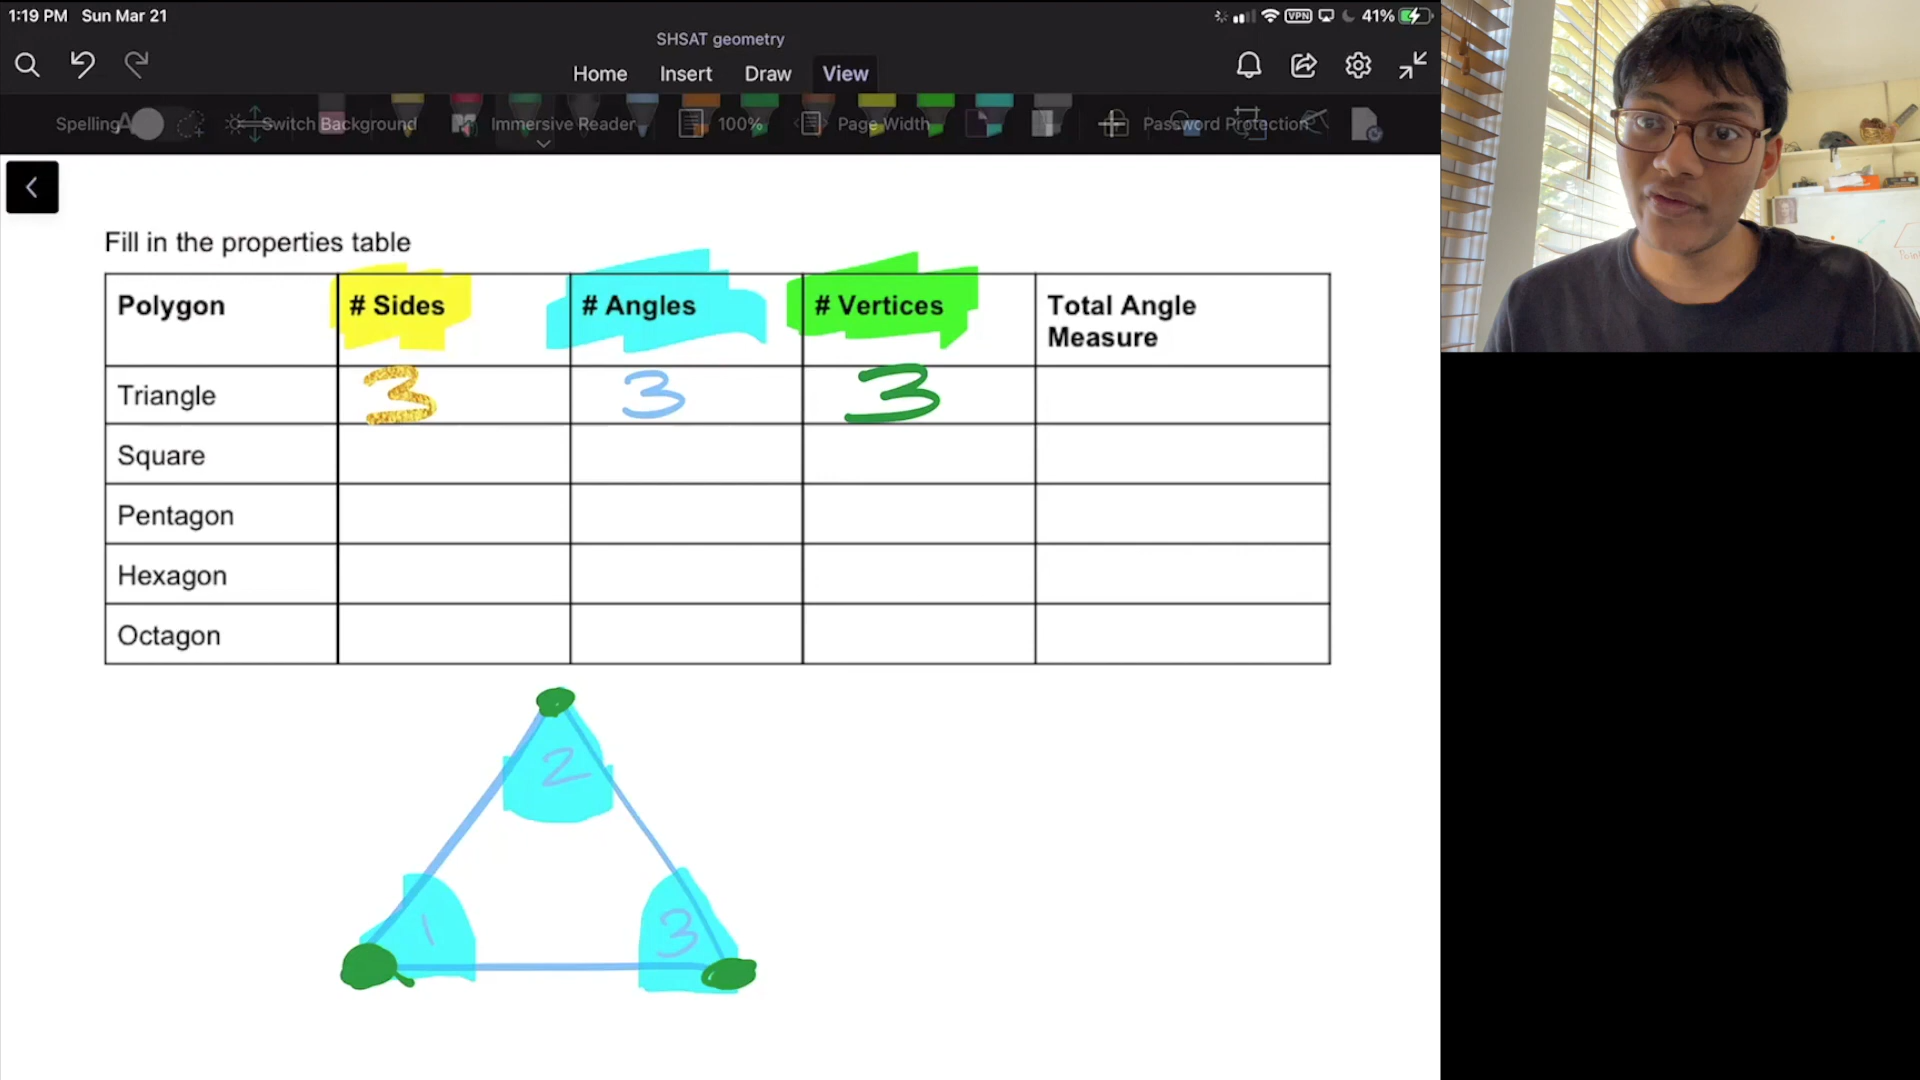 1:19 PM Sun Mar 21
VPN 41%
SHSAT geometry
Home Insert Draw View
Spelling Switch Background Immersive Reader 100% Page Width Password Protection
Fill in the properties table
Polygon # Sides # Angles # Vertices Total Angle Measure
Triangle 3 3 3
Square
Pentagon
Hexagon
Octagon
2
1 3